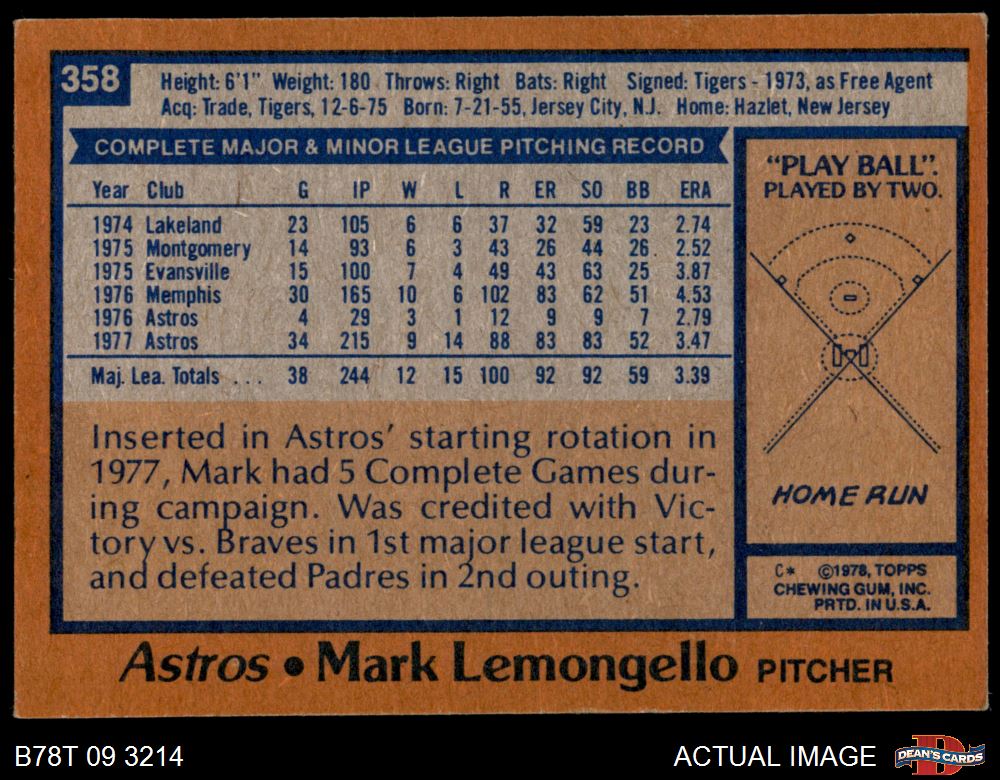 358
Height: 6'1" Weight: 180 Throws: Right Bats: Right Signed: Tigers - 1973, as Free Agent
Acq: Trade, Tigers, 12-6-75 Born: 7-21-55, Jersey City, N.J. Home: Hazlet, New Jersey
COMPLETE MAJOR & MINOR LEAGUE PITCHING RECORD
Year Club G IP W L R ER SO BB ERA
1974 Lakeland 23 105 6 6 37 32 59 23 2.74
1975 Montgomery 14 93 6 3 43 26 44 26 2.52
1975 Evansville 15 100 7 4 49 43 63 25 3.87
1976 Memphis 30 165 10 6 102 83 62 51 4.53
1976 Astros 4 29 3 1 12 9 9 7 2.79
1977 Astros 34 215 9 14 88 83 83 52 3.47
Maj. Lea. Totals ... 38 244 12 15 100 92 92 59 3.39
Inserted in Astros' starting rotation in
1977, Mark had 5 Complete Games dur-
ing campaign. Was credited with Vic-
tory vs. Braves in 1st major league start,
and defeated Padres in 2nd outing.
"PLAY BALL".
PLAYED BY TWO.
HOME RUN
C* ©1978, TOPPS
CHEWING GUM, INC.
PRTD. IN U.S.A.
Astros • Mark Lemongello PITCHER
B78T 09 3214
ACTUAL IMAGE
DEAN'S CARDS